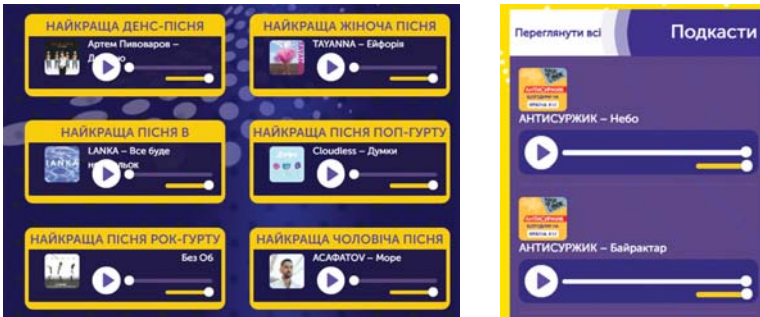 НАЙКРАЩА ДЕНС-ПІСНЯ
Артем Пивоваров –
НАЙКРАЩА ЖІНОЧА ПІСНЯ
TAYANNA – Ейфорія
НАЙКРАЩА ПІСНЯ В
LANKA – Все буде
НАЙКРАЩА ПІСНЯ ПОП-ГУРТУ
Cloudless – Думки
НАЙКРАЩА ПІСНЯ РОК-ГУРТУ
Без Об
НАЙКРАЩА ЧОЛОВІЧА ПІСНЯ
ACAФATOV – Море
Переглянути всі
Подкасти
АНТИСУРЖИК – Небо
АНТИСУРЖИК – Байрактар